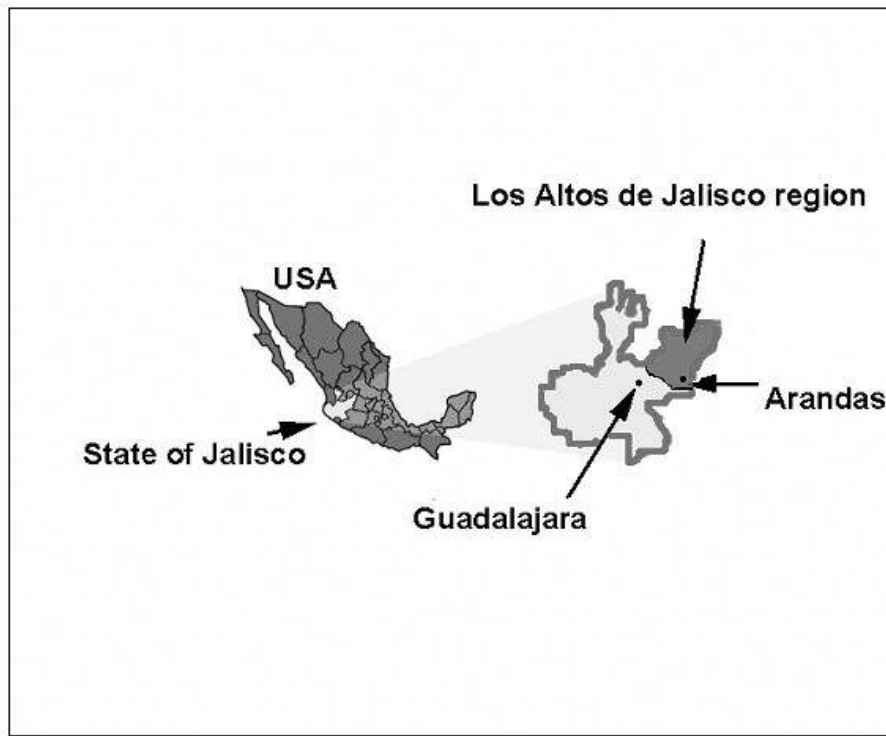 Los Altos de Jalisco region
USA
Arandas
State of Jalisco
Guadalajara